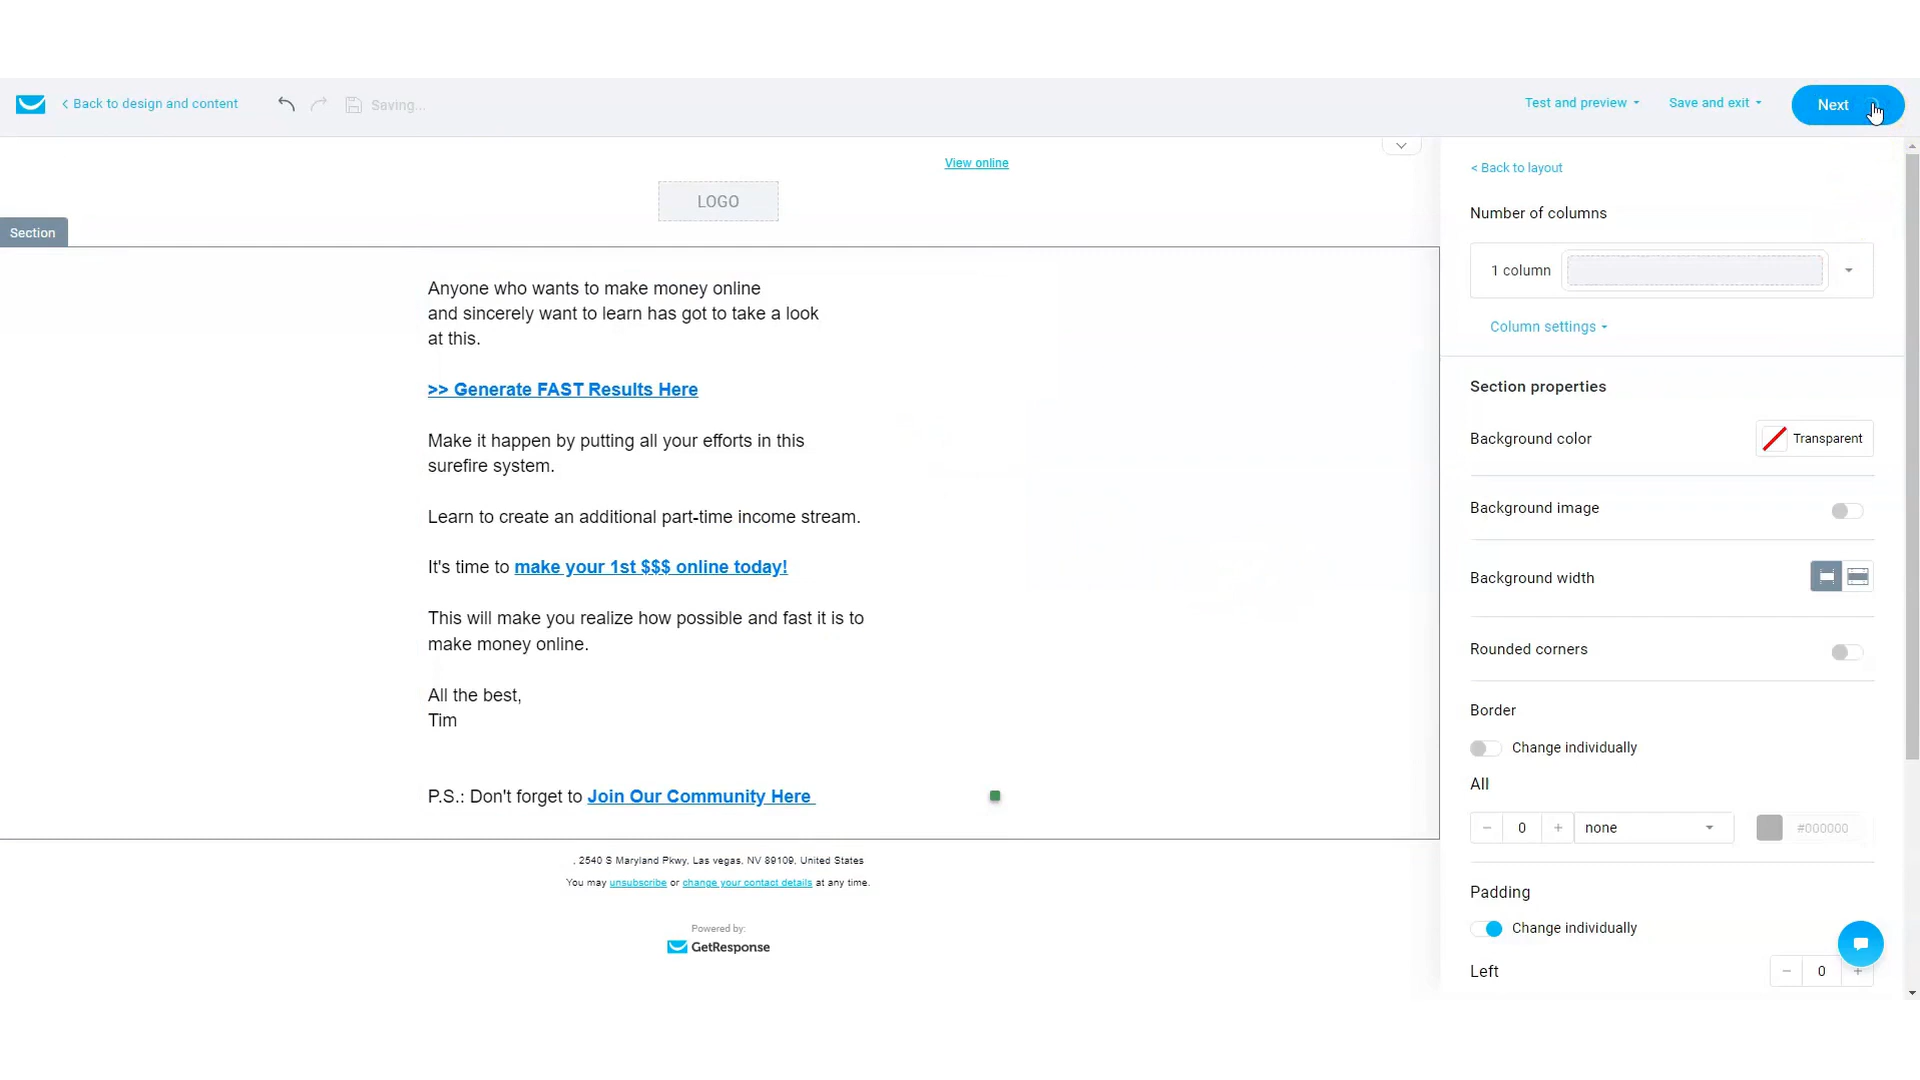 < Back to design and content
Saving...
Test and preview
Save and exit
Next
View online
LOGO
Section
Anyone who wants to make money online
and sincerely want to learn has got to take a look
at this.
>> Generate FAST Results Here
Make it happen by putting all your efforts in this
surefire system.
Learn to create an additional part-time income stream.
It's time to make your 1st $$$ online today!
This will make you realize how possible and fast it is to
make money online.
All the best,
Tim
P.S.: Don't forget to Join Our Community Here
, 2540 S Maryland Pkwy, Las vegas, NV 89109, United States
You may unsubscribe or change your contact details at any time.
Powered by:
GetResponse
< Back to layout
Number of columns
1 column
Column settings
Section properties
Background color
Transparent
Background image
Background width
Rounded corners
Border
Change individually
All
− 0 + none #000000
Padding
Change individually
Left
− 0 +